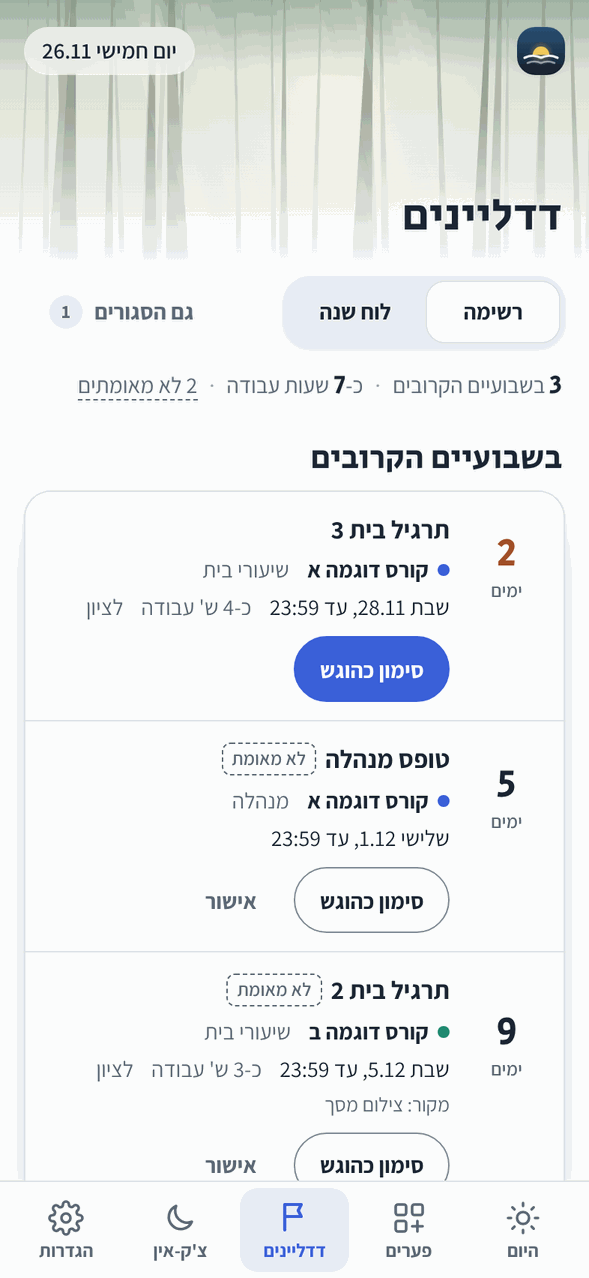 יום חמישי 26.11
דדליינים
רשימה
לוח שנה
גם הסגורים 1
3 בשבועיים הקרובים · כ-7 שעות עבודה · 2 לא מאומתים
בשבועיים הקרובים
2 ימים
תרגיל בית 3
קורס דוגמה א שיעורי בית
שבת 28.11, עד 23:59 כ-4 ש' עבודה לציון
סימון כהוגש
5 ימים
טופס מנהלה לא מאומת
קורס דוגמה א מנהלה
שלישי 1.12, עד 23:59
סימון כהוגש אישור
9 ימים
תרגיל בית 2 לא מאומת
קורס דוגמה ב שיעורי בית
שבת 5.12, עד 23:59 כ-3 ש' עבודה לציון
מקור: צילום מסך
סימון כהוגש אישור
היום פערים דדליינים צ'ק-אין הגדרות